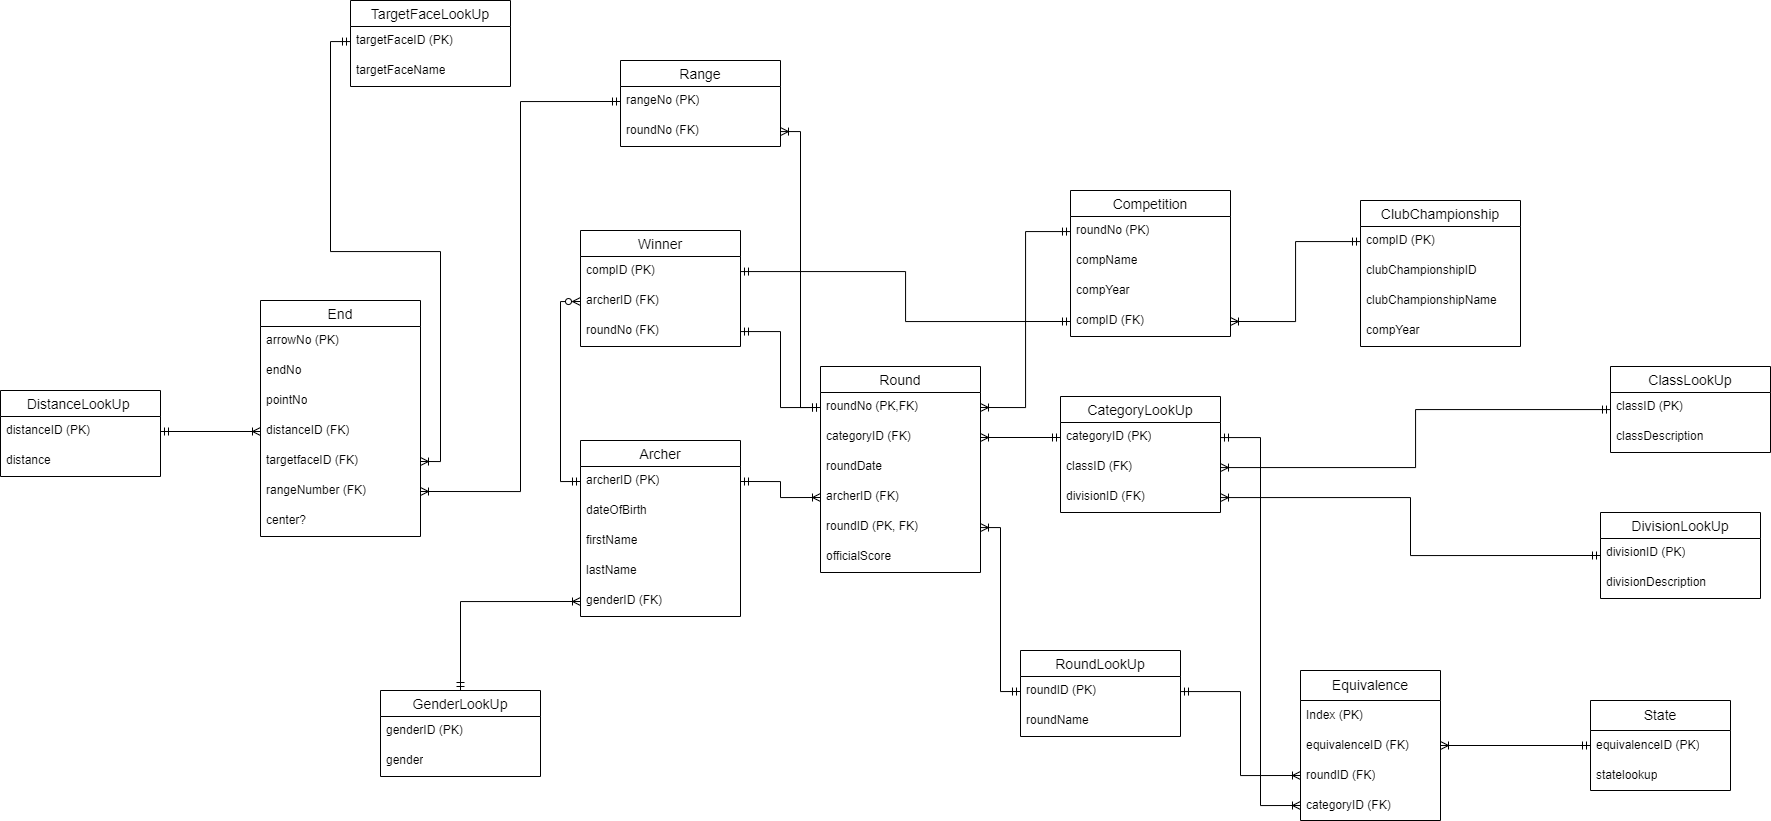 TargetFaceLookUp
targetFaceID (PK)
targetFaceName
Range
rangeNo (PK)
roundNo (FK)
Competition
roundNo (PK)
compName
compYear
compID (FK)
ClubChampionship
compID (PK)
clubChampionshipID
clubChampionshipName
compYear
Winner
compID (PK)
archerID (FK)
roundNo (FK)
End
arrowNo (PK)
endNo
pointNo
distanceID (FK)
targetfaceID (FK)
rangeNumber (FK)
center?
DistanceLookUp
distanceID (PK)
distance
Round
roundNo (PK,FK)
categoryID (FK)
roundDate
archerID (FK)
roundID (PK, FK)
officialScore
CategoryLookUp
categoryID (PK)
classID (FK)
divisionID (FK)
ClassLookUp
classID (PK)
classDescription
Archer
archerID (PK)
dateOfBirth
firstName
lastName
genderID (FK)
DivisionLookUp
divisionID (PK)
divisionDescription
GenderLookUp
genderID (PK)
gender
RoundLookUp
roundID (PK)
roundName
Equivalence
Index (PK)
equivalenceID (FK)
roundID (FK)
categoryID (FK)
State
equivalenceID (PK)
statelookup